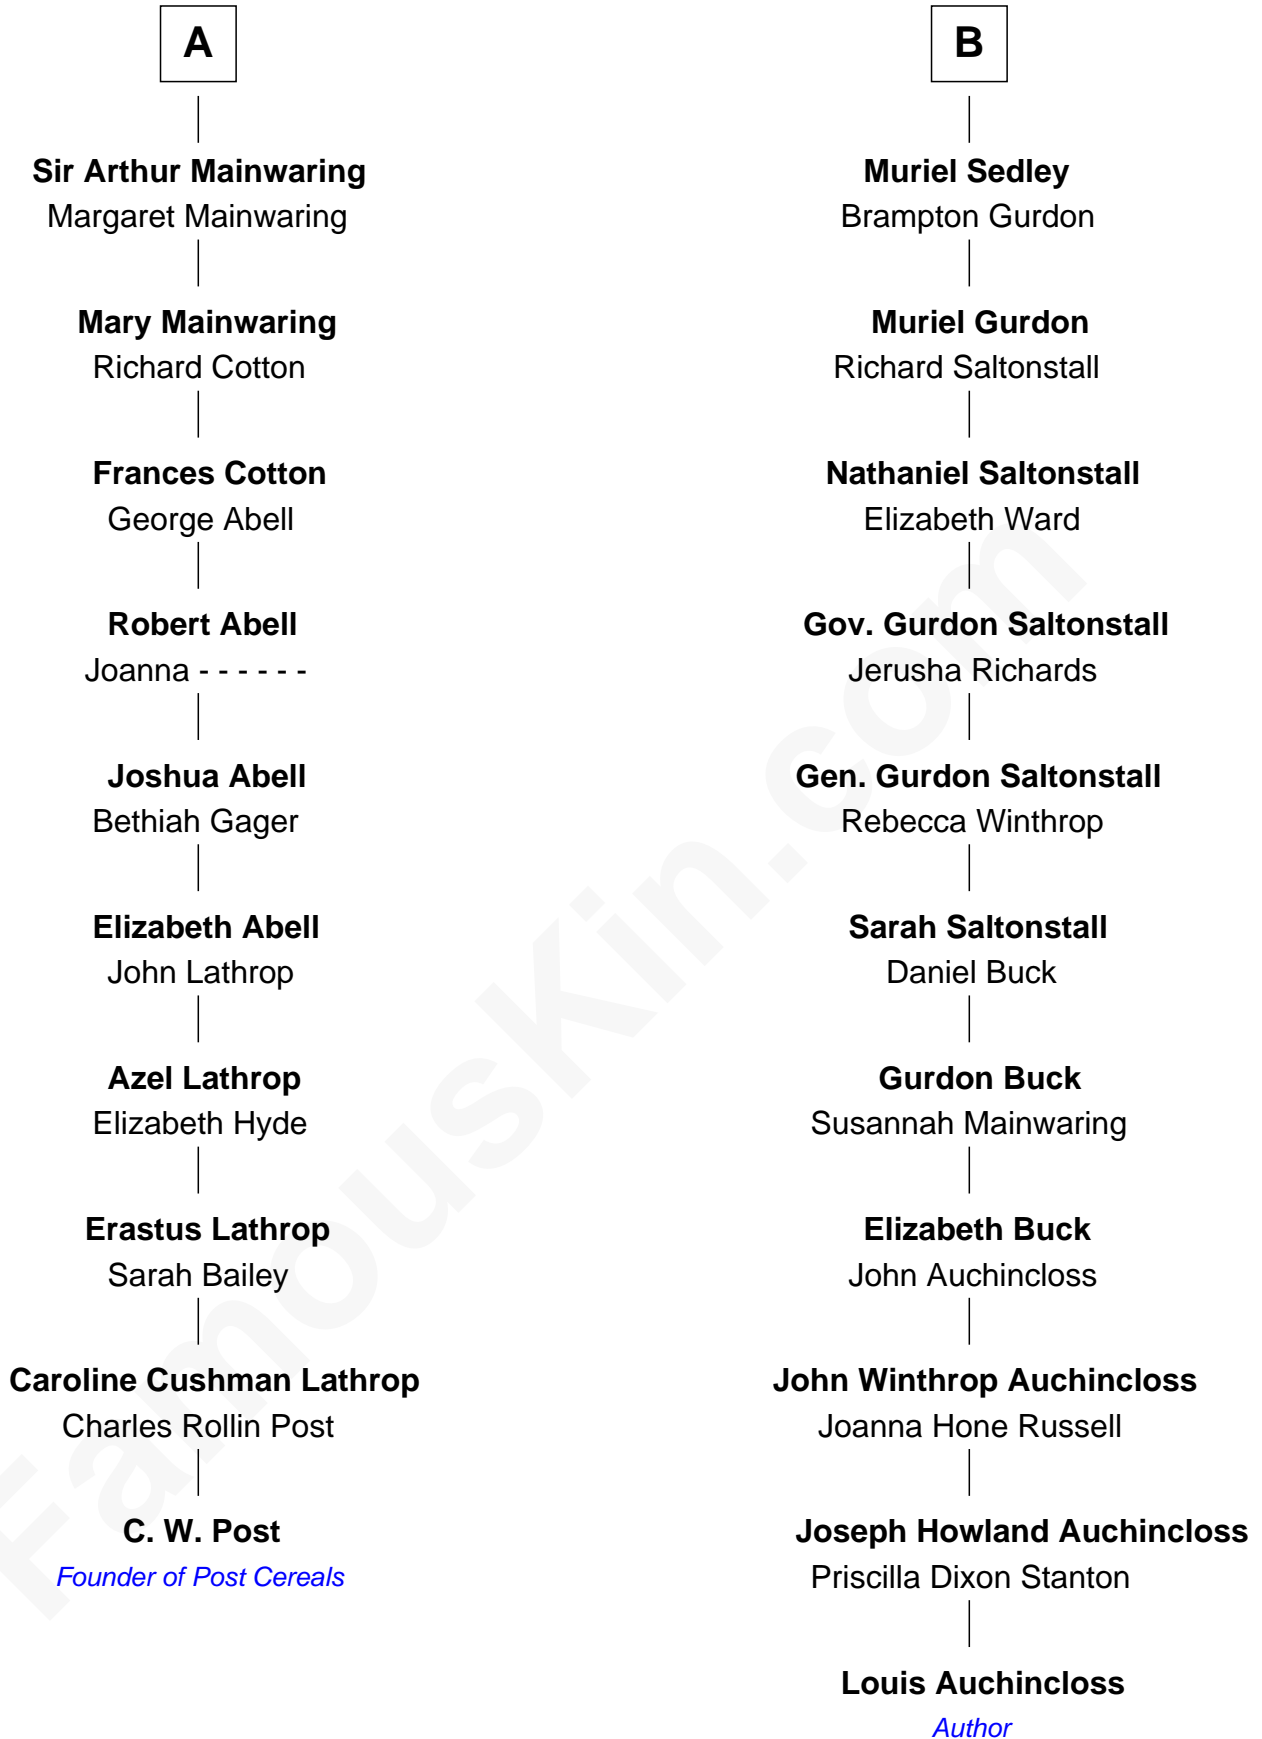 A
Sir Arthur Mainwaring
Margaret Mainwaring
Mary Mainwaring
Richard Cotton
Frances Cotton
George Abell
Robert Abell
Joanna - - - - - -
Joshua Abell
Bethiah Gager
Elizabeth Abell
John Lathrop
Azel Lathrop
Elizabeth Hyde
Erastus Lathrop
Sarah Bailey
Caroline Cushman Lathrop
Charles Rollin Post
C. W. Post
Founder of Post Cereals
B
Muriel Sedley
Brampton Gurdon
Muriel Gurdon
Richard Saltonstall
Nathaniel Saltonstall
Elizabeth Ward
Gov. Gurdon Saltonstall
Jerusha Richards
Gen. Gurdon Saltonstall
Rebecca Winthrop
Sarah Saltonstall
Daniel Buck
Gurdon Buck
Susannah Mainwaring
Elizabeth Buck
John Auchincloss
John Winthrop Auchincloss
Joanna Hone Russell
Joseph Howland Auchincloss
Priscilla Dixon Stanton
Louis Auchincloss
Author
FamousKin.com